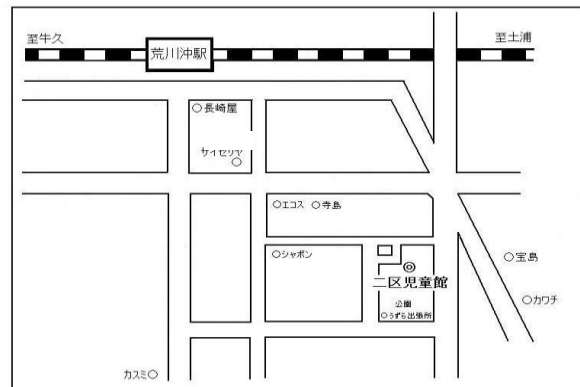 至牛久
荒川沖駅
至土浦
長崎屋
サイゼリヤ
エコス
寺島
シャボン
二区児童館
公園
うずら出張所
宝島
カワチ
カスミ